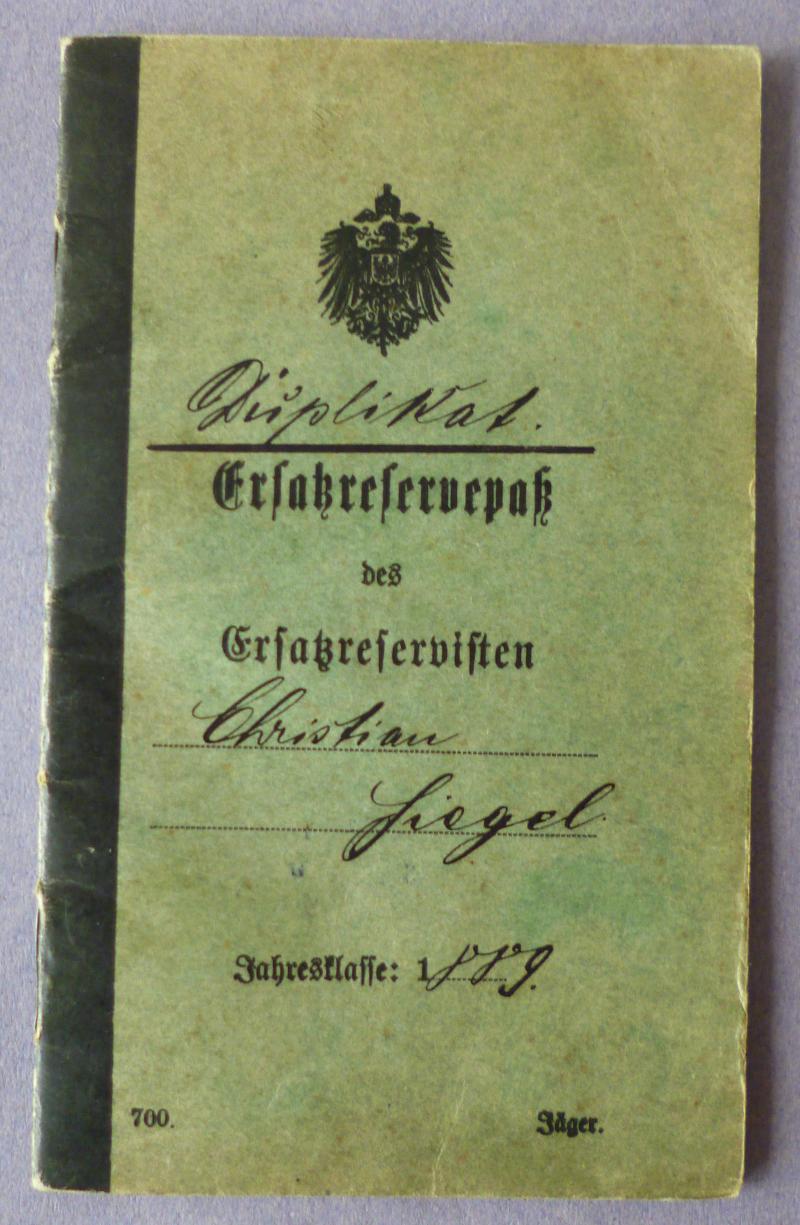 Duplikat.
Ersatzreservepaß
des
Ersatzreservisten
Christian
Siegel
Jahresklasse: 1889.
700.
Jäger.